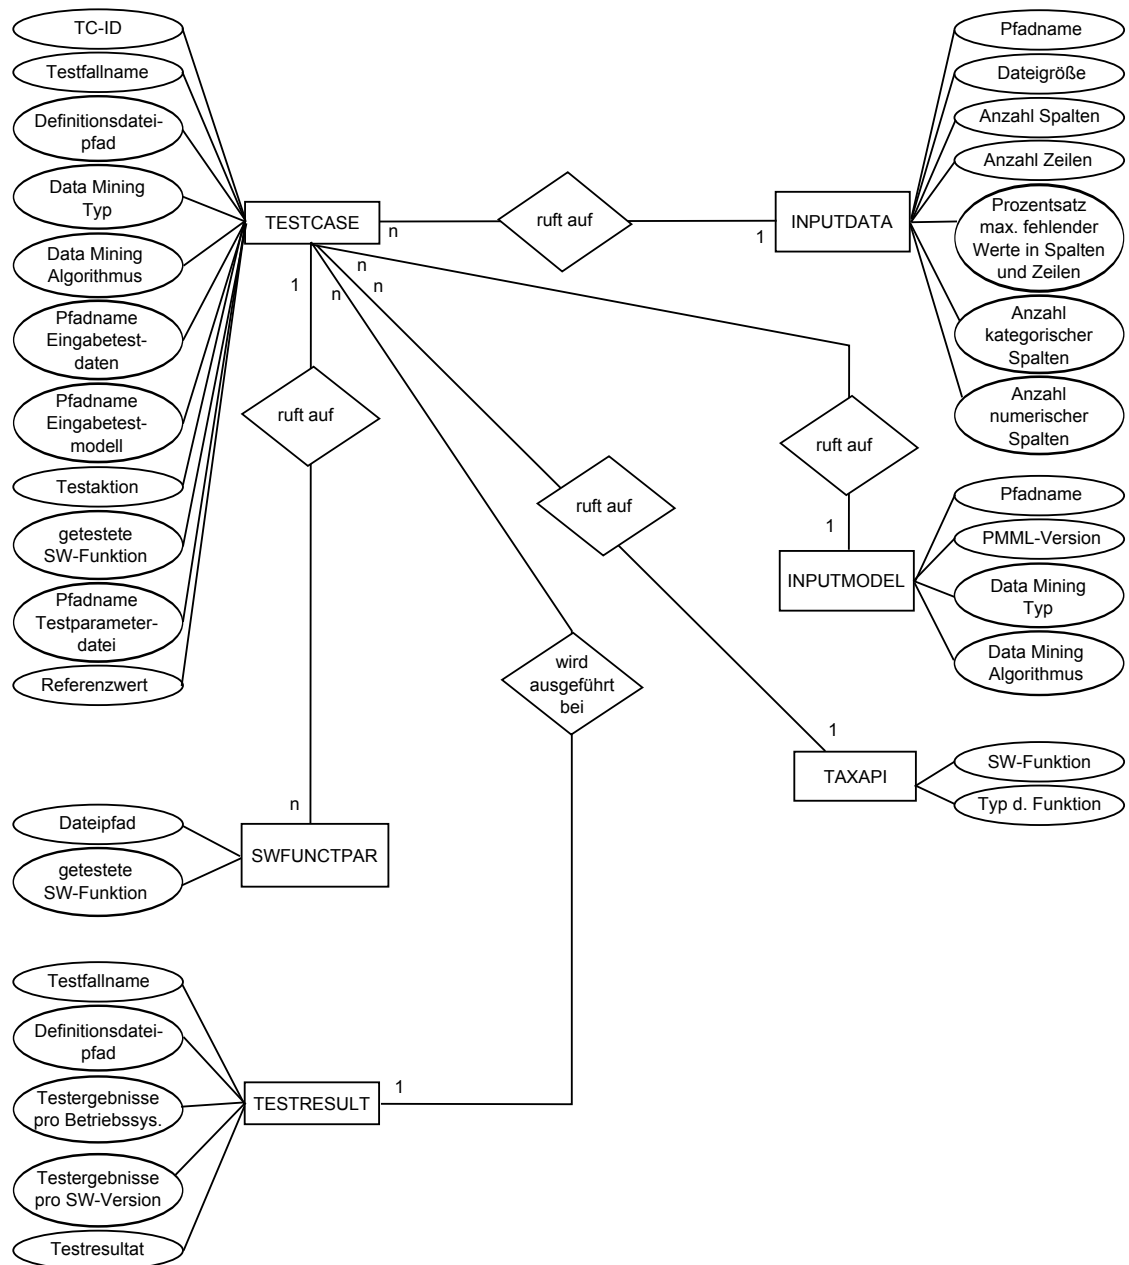 TC-ID
Testfallname
Definitionsdatei-
pfad
Data Mining
Typ
Data Mining
Algorithmus
Pfadname
Eingabetest-
daten
Pfadname
Eingabetest-
modell
Testaktion
getestete
SW-Funktion
Pfadname
Testparameter-
datei
Referenzwert
TESTCASE
n
ruft auf
1
INPUTDATA
Pfadname
Dateigröße
Anzahl Spalten
Anzahl Zeilen
Prozentsatz
max. fehlender
Werte in Spalten
und Zeilen
Anzahl
kategorischer
Spalten
Anzahl
numerischer
Spalten
1
n
n
n
ruft auf
ruft auf
ruft auf
1
INPUTMODEL
Pfadname
PMML-Version
Data Mining
Typ
Data Mining
Algorithmus
wird
ausgeführt
bei
1
TAXAPI
SW-Funktion
Typ d. Funktion
n
Dateipfad
getestete
SW-Funktion
SWFUNCTPAR
Testfallname
Definitionsdatei-
pfad
Testergebnisse
pro Betriebssys.
Testergebnisse
pro SW-Version
Testresultat
TESTRESULT
1